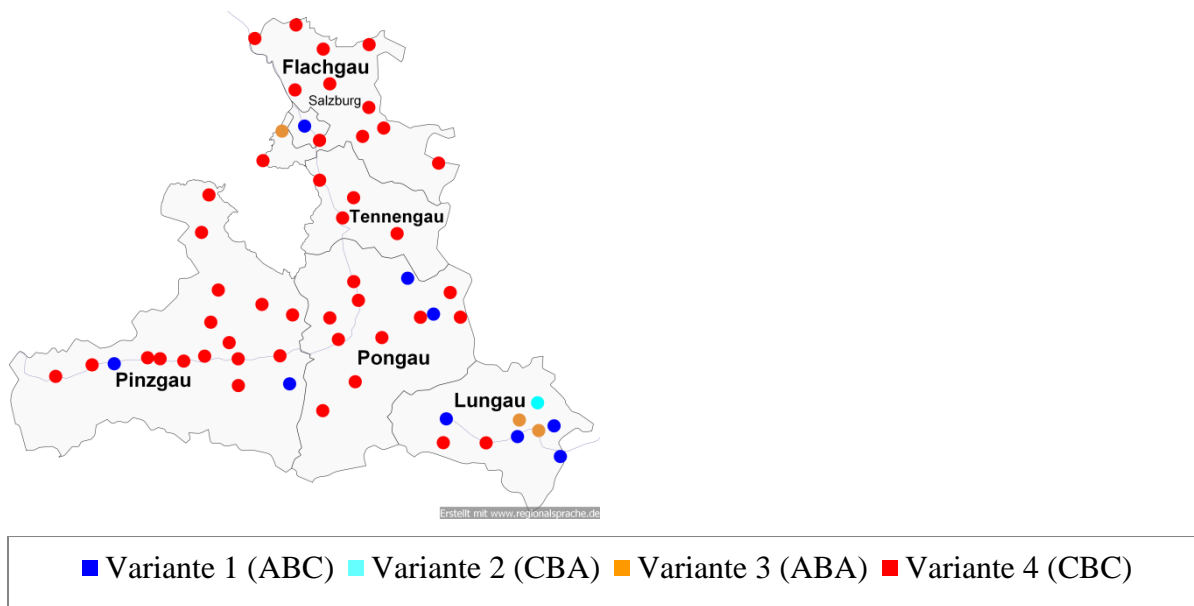 Flachgau
Salzburg
Tennengau
Pongau
Pinzgau
Lungau
Erstellt mit www.regionalsprache.de
Variante 1 (ABC) Variante 2 (CBA) Variante 3 (ABA) Variante 4 (CBC)